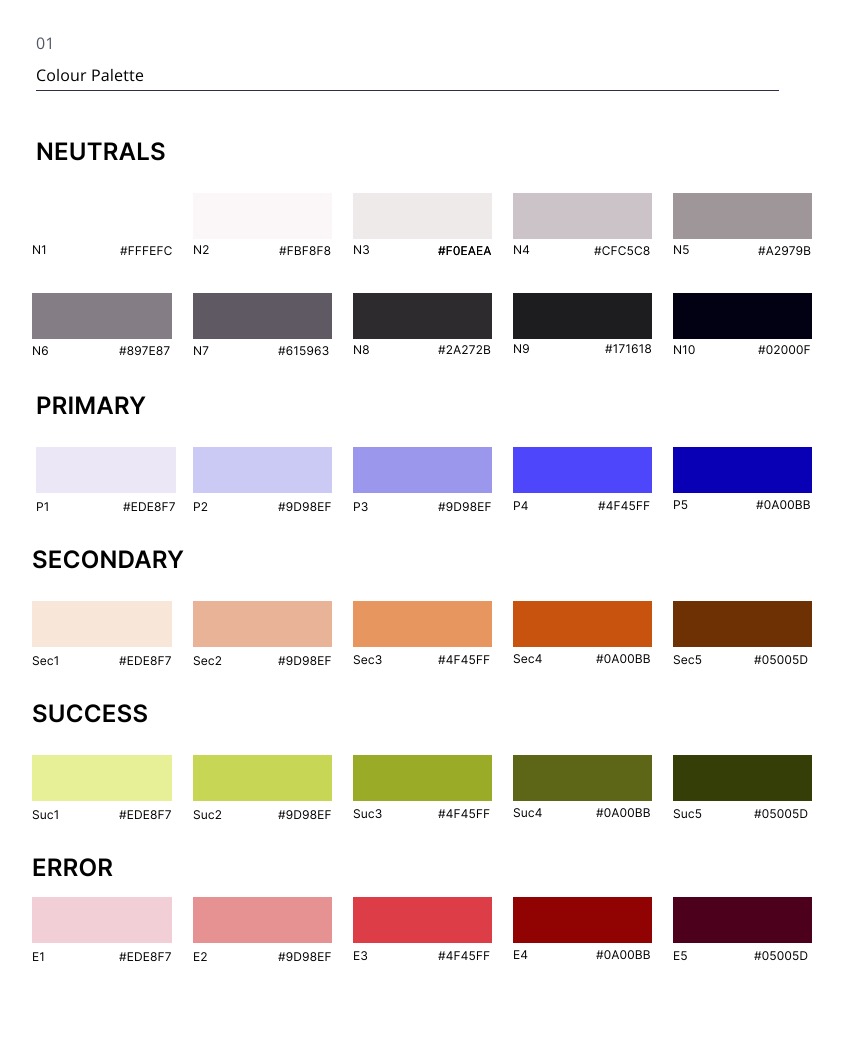 01
Colour Palette
NEUTRALS
N1 #FFFEFC N2 #FBF8F8 N3 #F0EAEA N4 #CFC5C8 N5 #A2979B
N6 #897E87 N7 #615963 N8 #2A272B N9 #171618 N10 #02000F
PRIMARY
P1 #EDE8F7 P2 #9D98EF P3 #9D98EF P4 #4F45FF P5 #0A00BB
SECONDARY
Sec1 #EDE8F7 Sec2 #9D98EF Sec3 #4F45FF Sec4 #0A00BB Sec5 #05005D
SUCCESS
Suc1 #EDE8F7 Suc2 #9D98EF Suc3 #4F45FF Suc4 #0A00BB Suc5 #05005D
ERROR
E1 #EDE8F7 E2 #9D98EF E3 #4F45FF E4 #0A00BB E5 #05005D